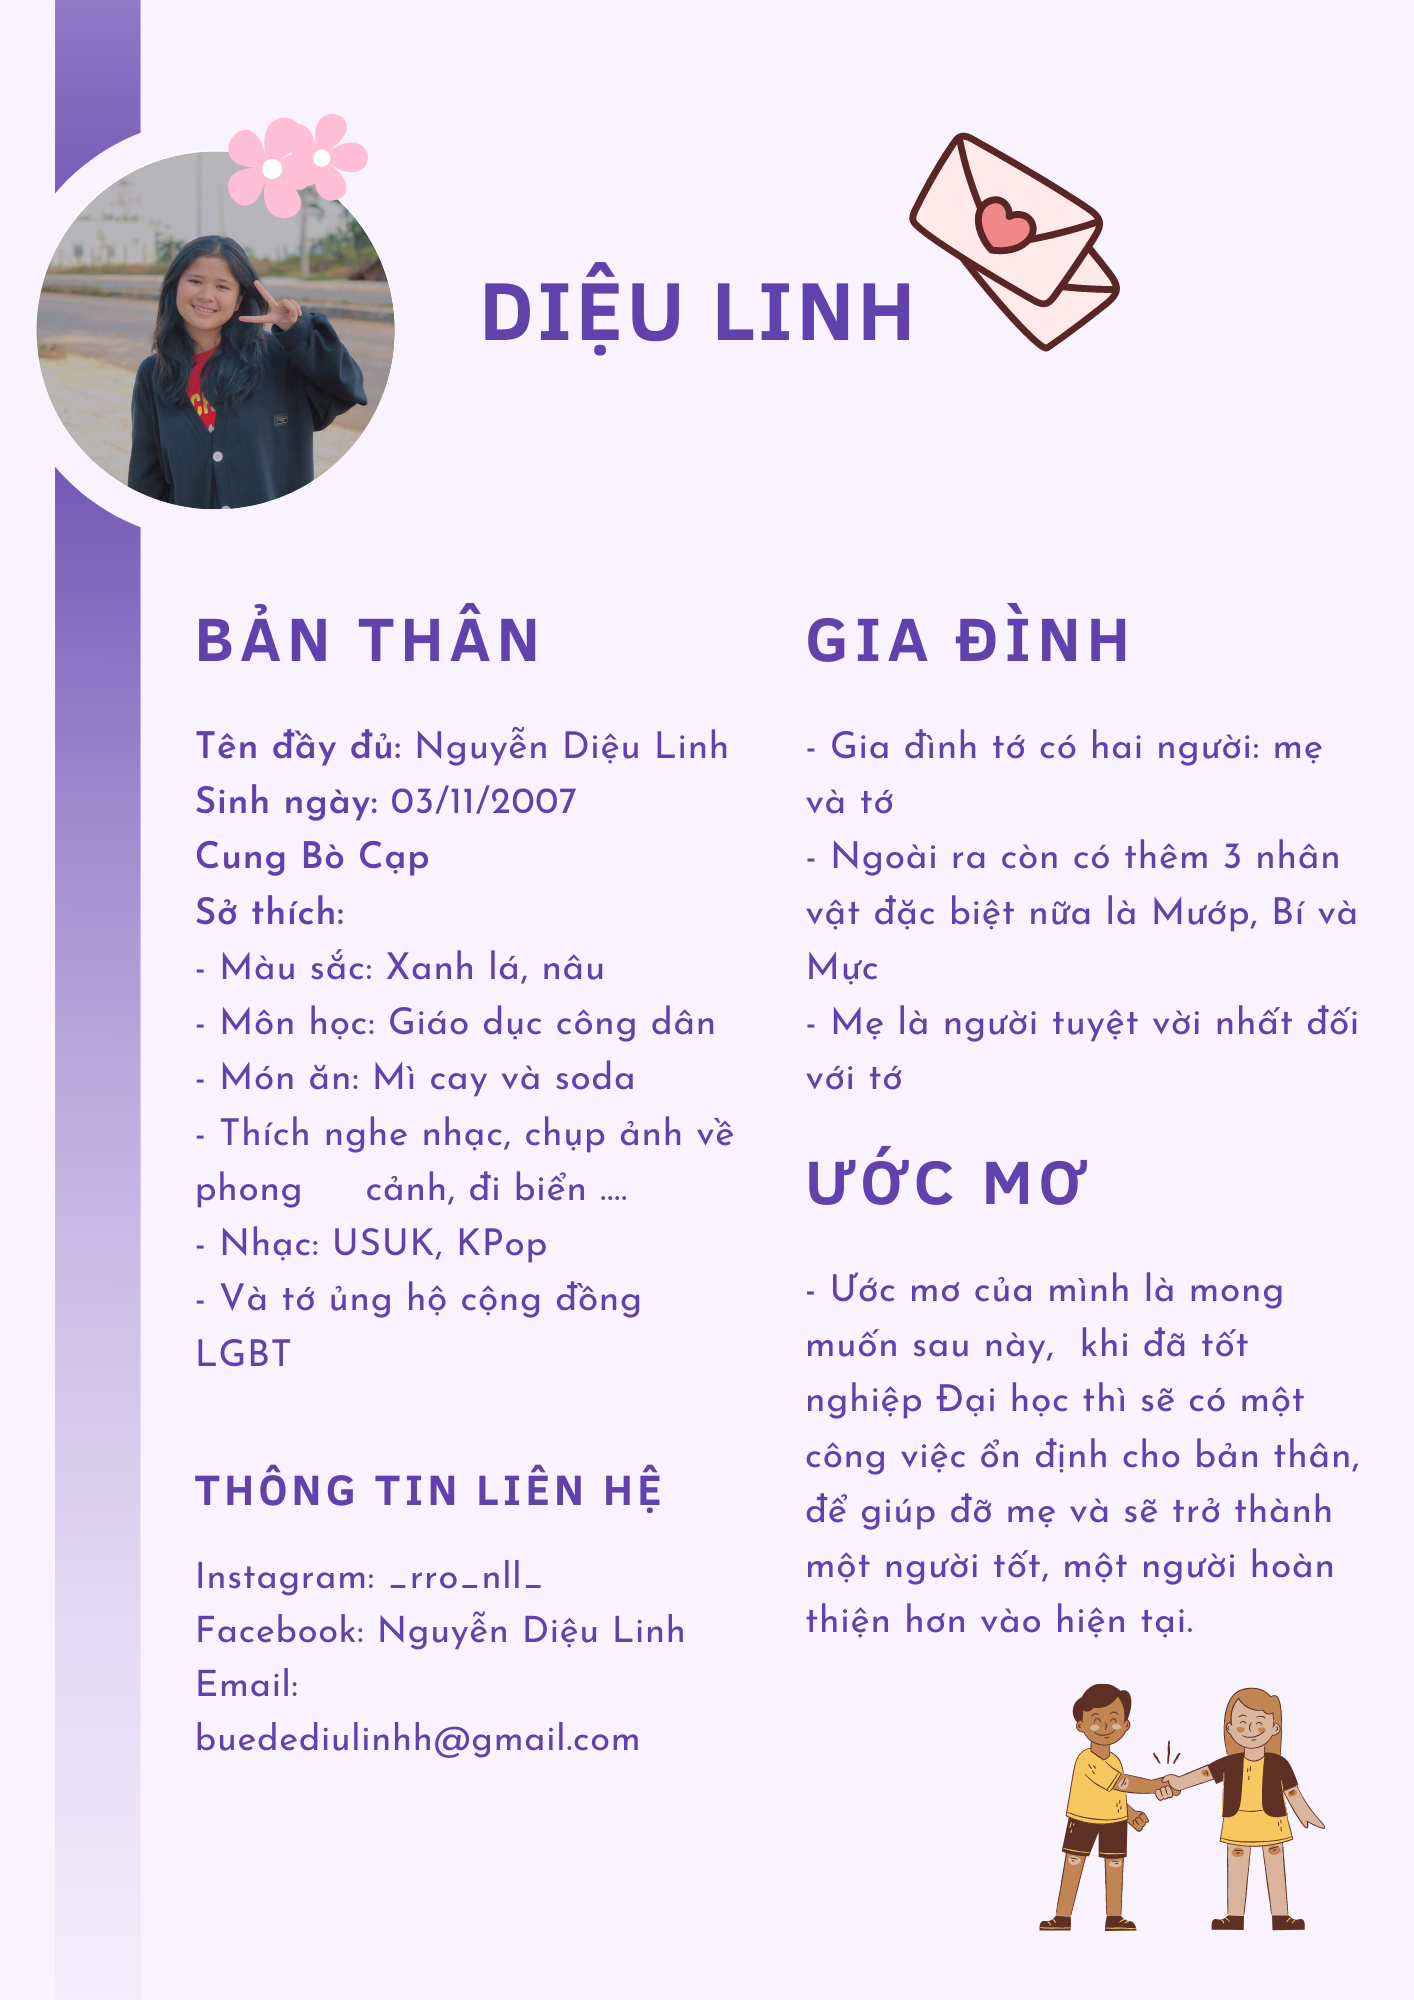 DIỆU LINH
BẢN THÂN
Tên đầy đủ: Nguyễn Diệu Linh
Sinh ngày: 03/11/2007
Cung Bò Cạp
Sở thích:
- Màu sắc: Xanh lá, nâu
- Môn học: Giáo dục công dân
- Món ăn: Mì cay và soda
- Thích nghe nhạc, chụp ảnh về
phong cảnh, đi biển ....
- Nhạc: USUK, KPop
- Và tớ ủng hộ cộng đồng
LGBT
THÔNG TIN LIÊN HỆ
Instagram: _rro_nll_
Facebook: Nguyễn Diệu Linh
Email:
buedediulinhh@gmail.com
GIA ĐÌNH
- Gia đình tớ có hai người: mẹ
và tớ
- Ngoài ra còn có thêm 3 nhân
vật đặc biệt nữa là Mướp, Bí và
Mực
- Mẹ là người tuyệt vời nhất đối
với tớ
ƯỚC MƠ
- Ước mơ của mình là mong
muốn sau này, khi đã tốt
nghiệp Đại học thì sẽ có một
công việc ổn định cho bản thân,
để giúp đỡ mẹ và sẽ trở thành
một người tốt, một người hoàn
thiện hơn vào hiện tại.